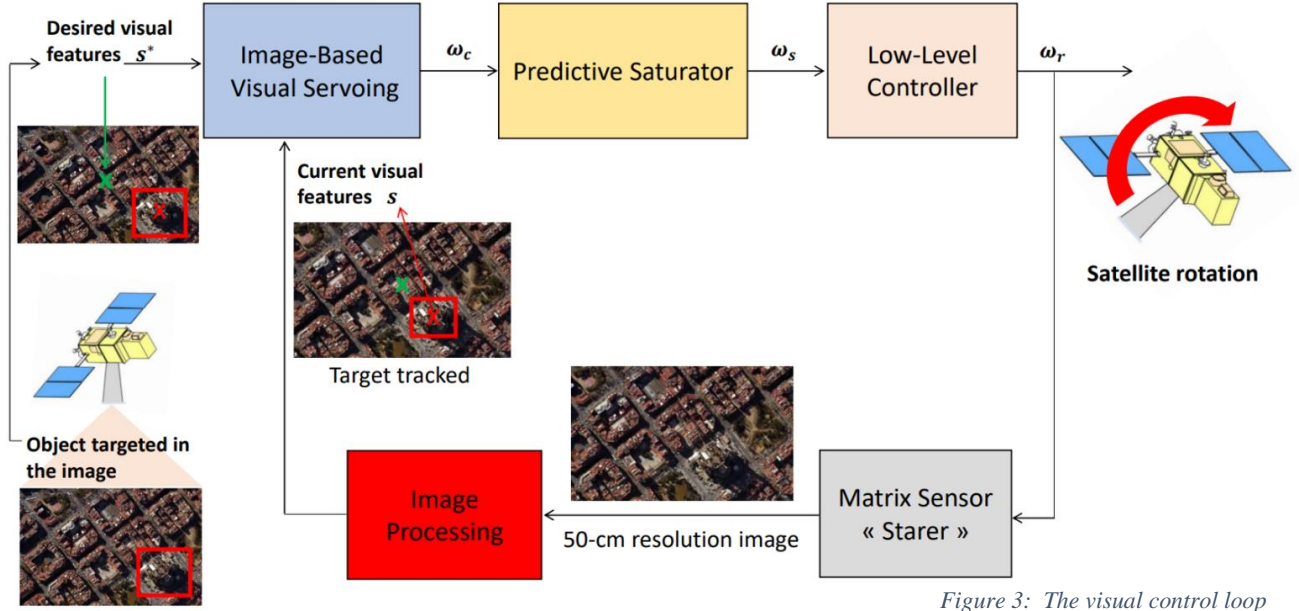 Desired visual
features s*
Image-Based
Visual Servoing
ω_c
Predictive Saturator
ω_s
Low-Level
Controller
ω_r
Current visual
features s
Target tracked
Satellite rotation
Object targeted in
the image
Image
Processing
50-cm resolution image
Matrix Sensor
« Starer »
Figure 3: The visual control loop